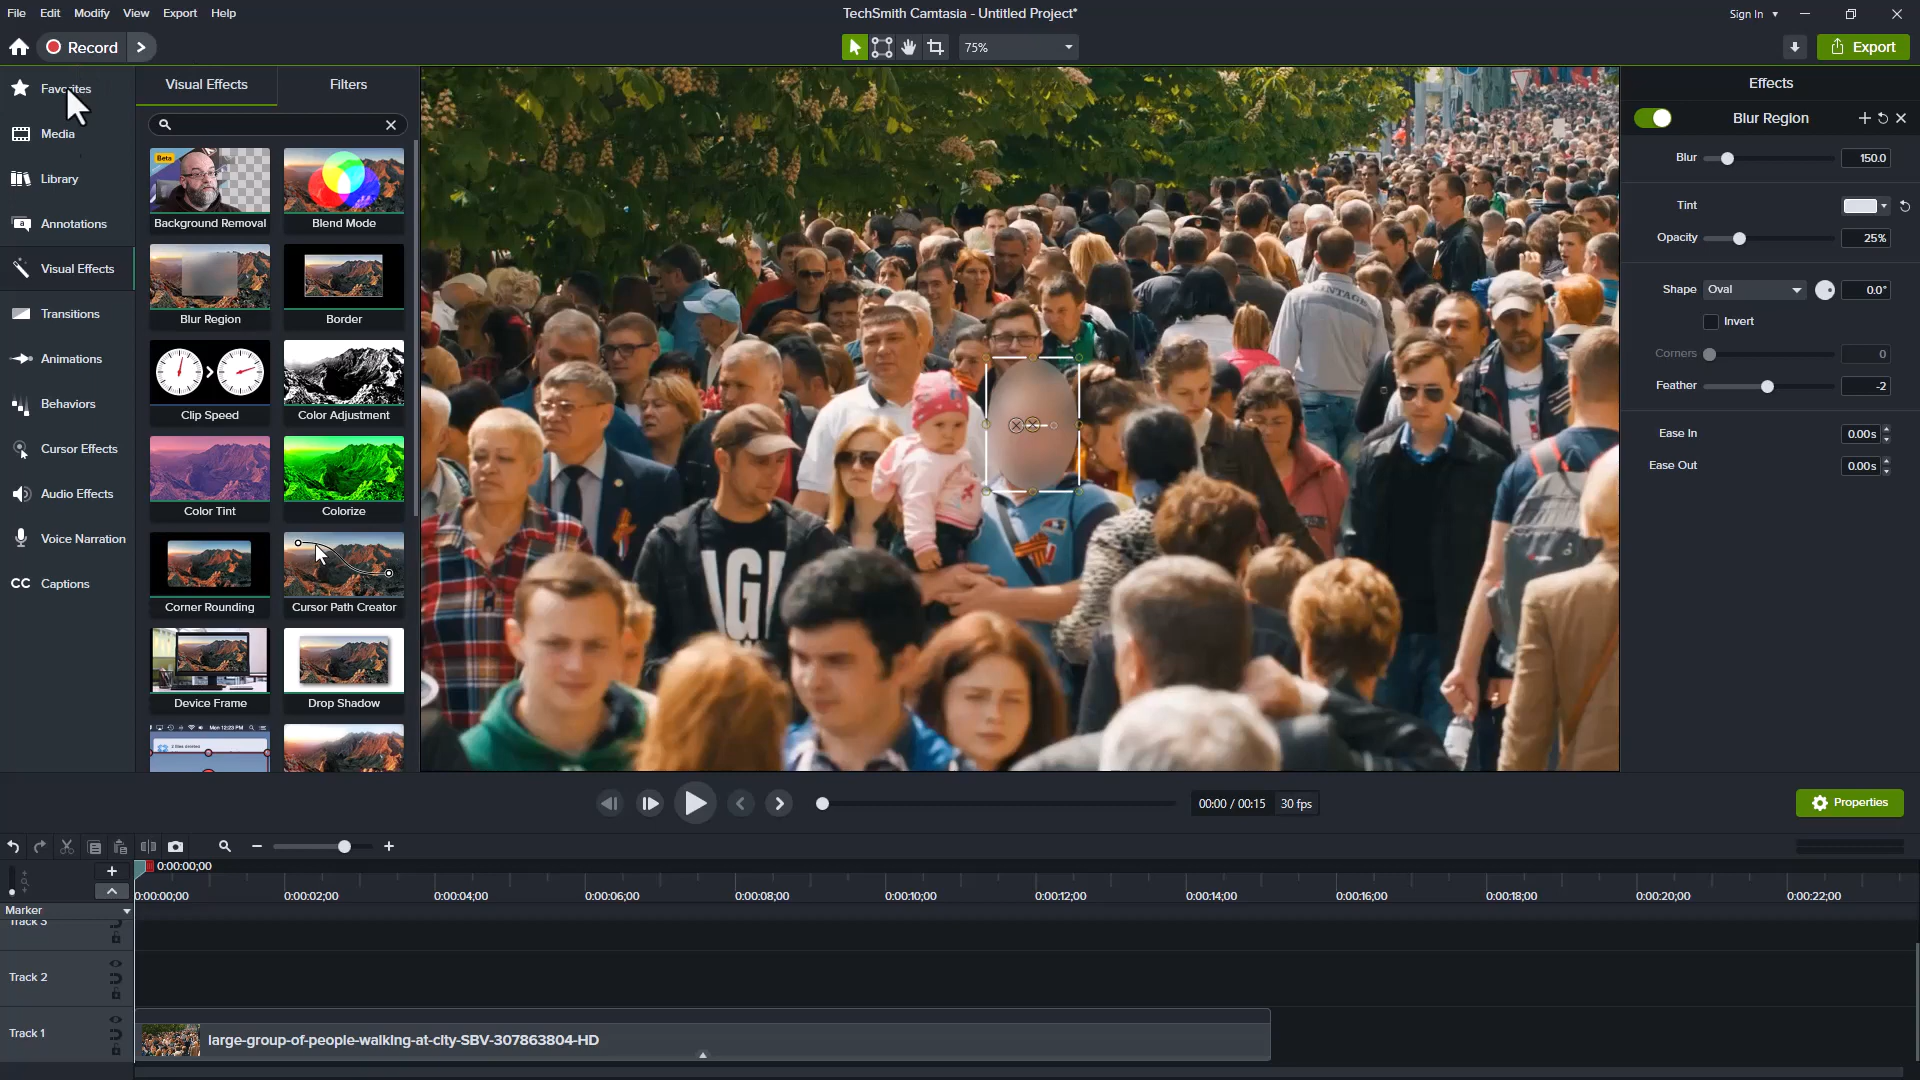 File Edit Modify View Export Help
TechSmith Camtasia - Untitled Project*
Sign In
Record
75%
Export
Favorites
Media
Library
Annotations
Visual Effects
Transitions
Animations
Behaviors
Cursor Effects
Audio Effects
Voice Narration
CC Captions
Visual Effects Filters
Beta
Background Removal Blend Mode
Blur Region Border
Clip Speed Color Adjustment
Color Tint Colorize
Corner Rounding Cursor Path Creator
Device Frame Drop Shadow
Mon 12:23 PM
VINTAGE
Effects
Blur Region
Blur 150.0
Tint
Opacity 25%
Shape Oval 0.0°
Invert
Corners 0
Feather -2
Ease In 0.00s
Ease Out 0.00s
00:00 / 00:15 30 fps
Properties
0:00:00;00
0:00:00;00 0:00:02;00 0:00:04;00 0:00:06;00 0:00:08;00 0:00:10;00 0:00:12;00 0:00:14;00 0:00:16;00 0:00:18;00 0:00:20;00 0:00:22;00
Marker
Track 3
Track 2
Track 1
large-group-of-people-walking-at-city-SBV-307863804-HD